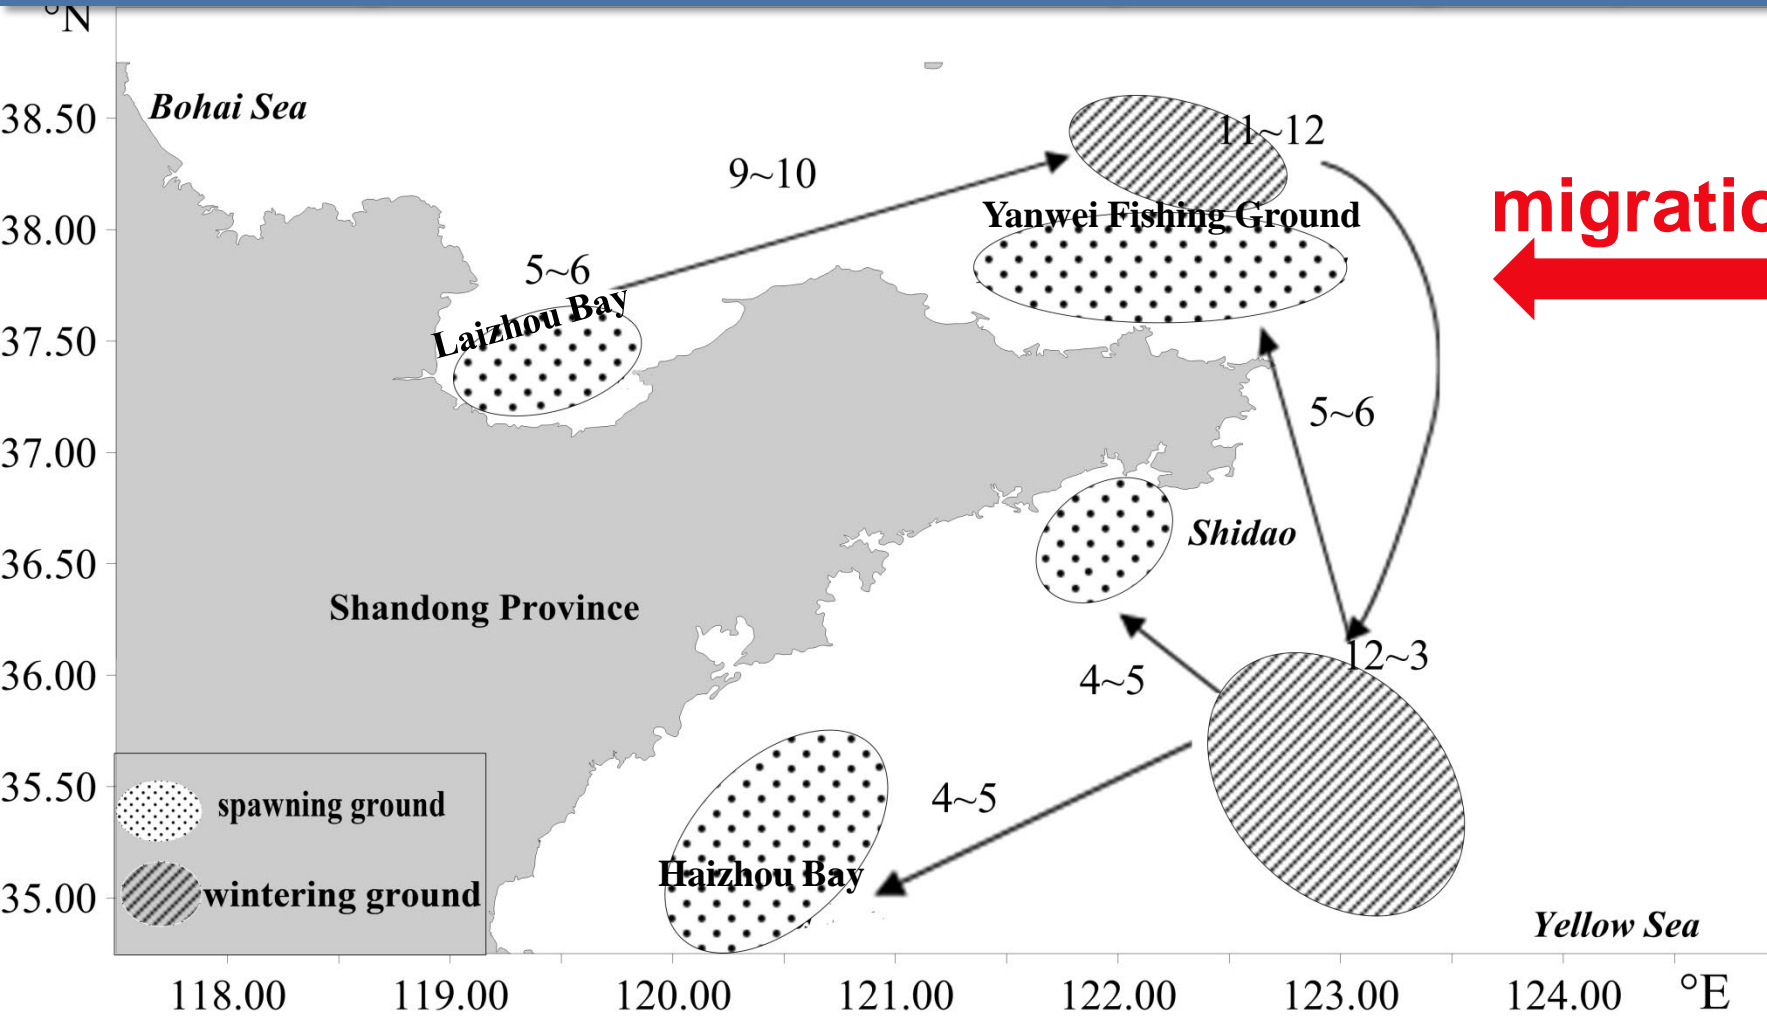 °N
38.50
Bohai Sea
11~12
9~10
38.00
Yanwei Fishing Ground
5~6
Laizhou Bay
37.50
5~6
37.00
Shidao
36.50
Shandong Province
36.00
12~3
4~5
35.50
4~5
spawning ground
Haizhou Bay
35.00
wintering ground
Yellow Sea
118.00
119.00
120.00
121.00
122.00
123.00
124.00
°E